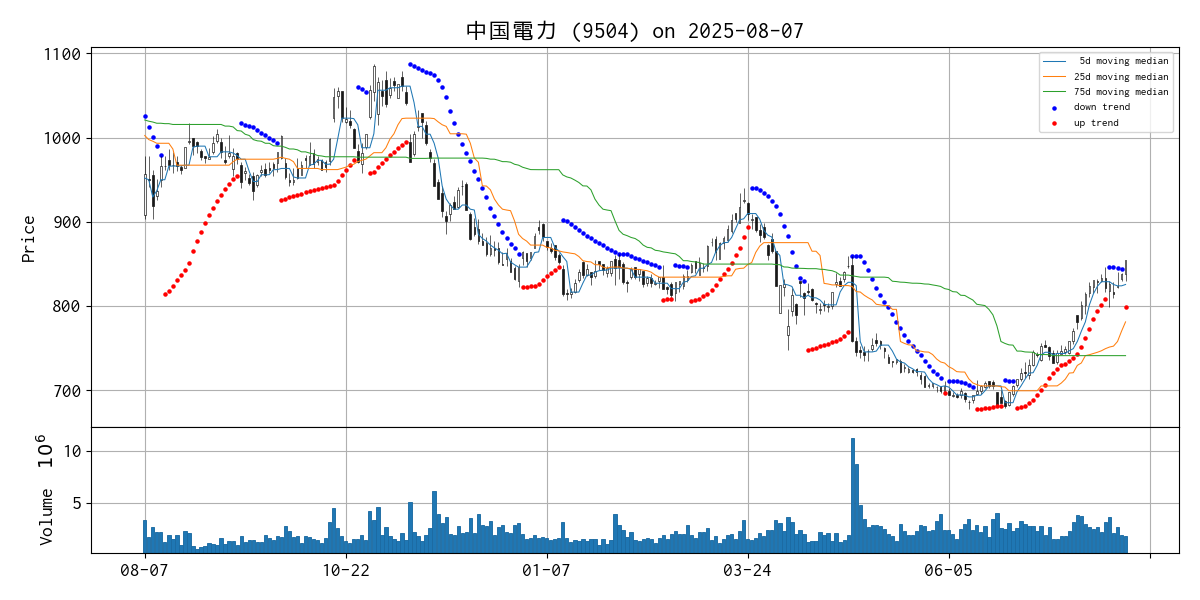 中国電力 (9504) on 2025-08-07
1100
1000
900
800
700
Price
5d moving median
25d moving median
75d moving median
down trend
up trend
10
5
Volume 10^6
08-07
10-22
01-07
03-24
06-05